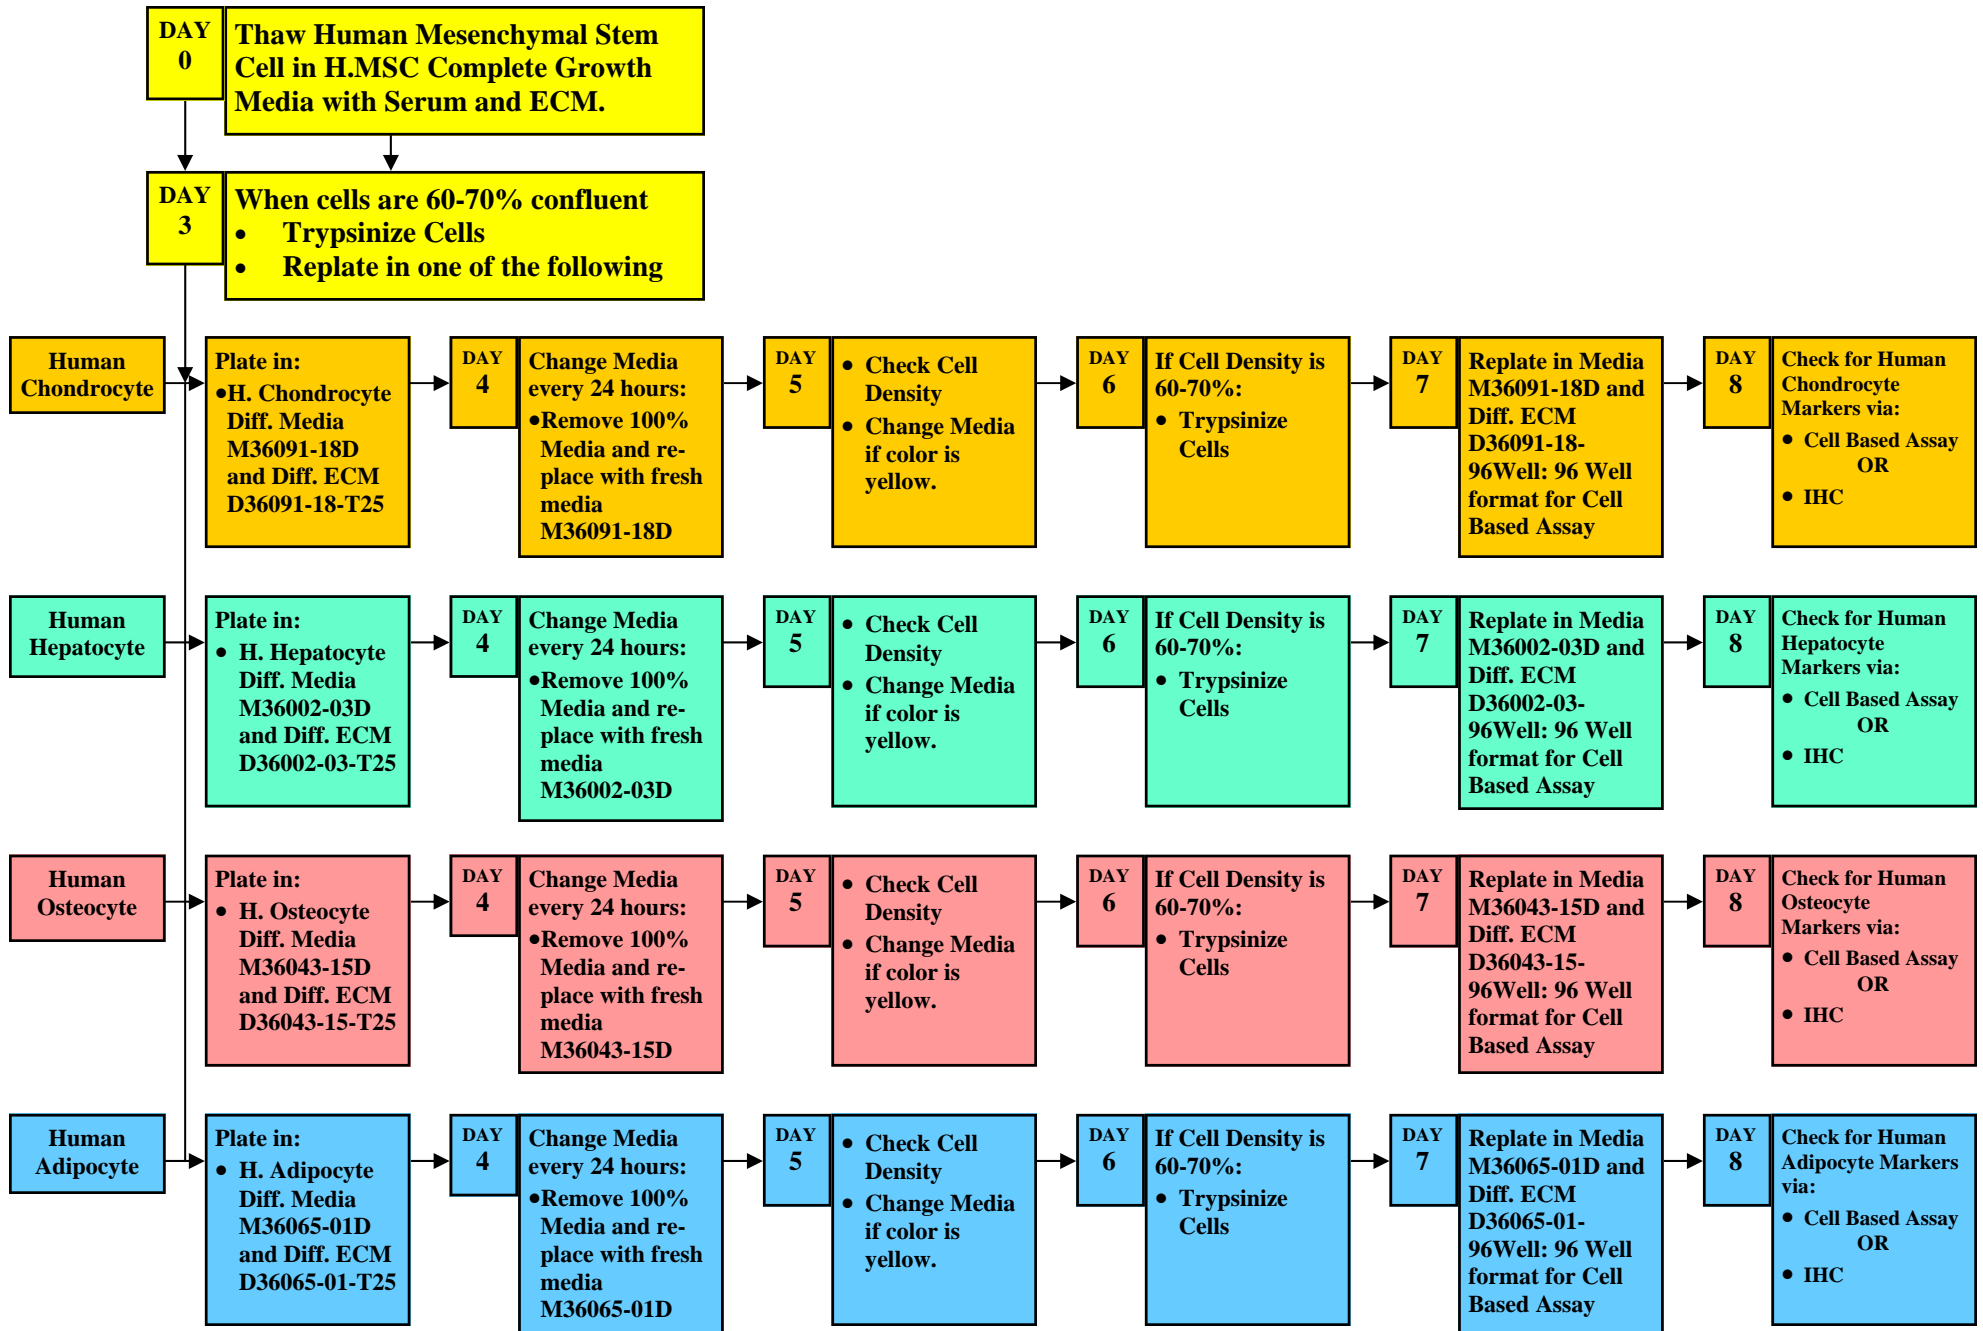 DAY
0
Thaw Human Mesenchymal Stem
Cell in H.MSC Complete Growth
Media with Serum and ECM.
DAY
3
When cells are 60-70% confluent
• Trypsinize Cells
• Replate in one of the following
Human
Chondrocyte
Plate in:
•H. Chondrocyte
Diff. Media
M36091-18D
and Diff. ECM
D36091-18-T25
DAY
4
Change Media
every 24 hours:
•Remove 100%
Media and re-
place with fresh
media
M36091-18D
DAY
5
• Check Cell
Density
• Change Media
if color is
yellow.
DAY
6
If Cell Density is
60-70%:
• Trypsinize
Cells
DAY
7
Replate in Media
M36091-18D and
Diff. ECM
D36091-18-
96Well: 96 Well
format for Cell
Based Assay
DAY
8
Check for Human
Chondrocyte
Markers via:
• Cell Based Assay
OR
• IHC
Human
Hepatocyte
Plate in:
• H. Hepatocyte
Diff. Media
M36002-03D
and Diff. ECM
D36002-03-T25
DAY
4
Change Media
every 24 hours:
•Remove 100%
Media and re-
place with fresh
media
M36002-03D
DAY
5
• Check Cell
Density
• Change Media
if color is
yellow.
DAY
6
If Cell Density is
60-70%:
• Trypsinize
Cells
DAY
7
Replate in Media
M36002-03D and
Diff. ECM
D36002-03-
96Well: 96 Well
format for Cell
Based Assay
DAY
8
Check for Human
Hepatocyte
Markers via:
• Cell Based Assay
OR
• IHC
Human
Osteocyte
Plate in:
• H. Osteocyte
Diff. Media
M36043-15D
and Diff. ECM
D36043-15-T25
DAY
4
Change Media
every 24 hours:
•Remove 100%
Media and re-
place with fresh
media
M36043-15D
DAY
5
• Check Cell
Density
• Change Media
if color is
yellow.
DAY
6
If Cell Density is
60-70%:
• Trypsinize
Cells
DAY
7
Replate in Media
M36043-15D and
Diff. ECM
D36043-15-
96Well: 96 Well
format for Cell
Based Assay
DAY
8
Check for Human
Osteocyte
Markers via:
• Cell Based Assay
OR
• IHC
Human
Adipocyte
Plate in:
• H. Adipocyte
Diff. Media
M36065-01D
and Diff. ECM
D36065-01-T25
DAY
4
Change Media
every 24 hours:
•Remove 100%
Media and re-
place with fresh
media
M36065-01D
DAY
5
• Check Cell
Density
• Change Media
if color is
yellow.
DAY
6
If Cell Density is
60-70%:
• Trypsinize
Cells
DAY
7
Replate in Media
M36065-01D and
Diff. ECM
D36065-01-
96Well: 96 Well
format for Cell
Based Assay
DAY
8
Check for Human
Adipocyte Markers
via:
• Cell Based Assay
OR
• IHC